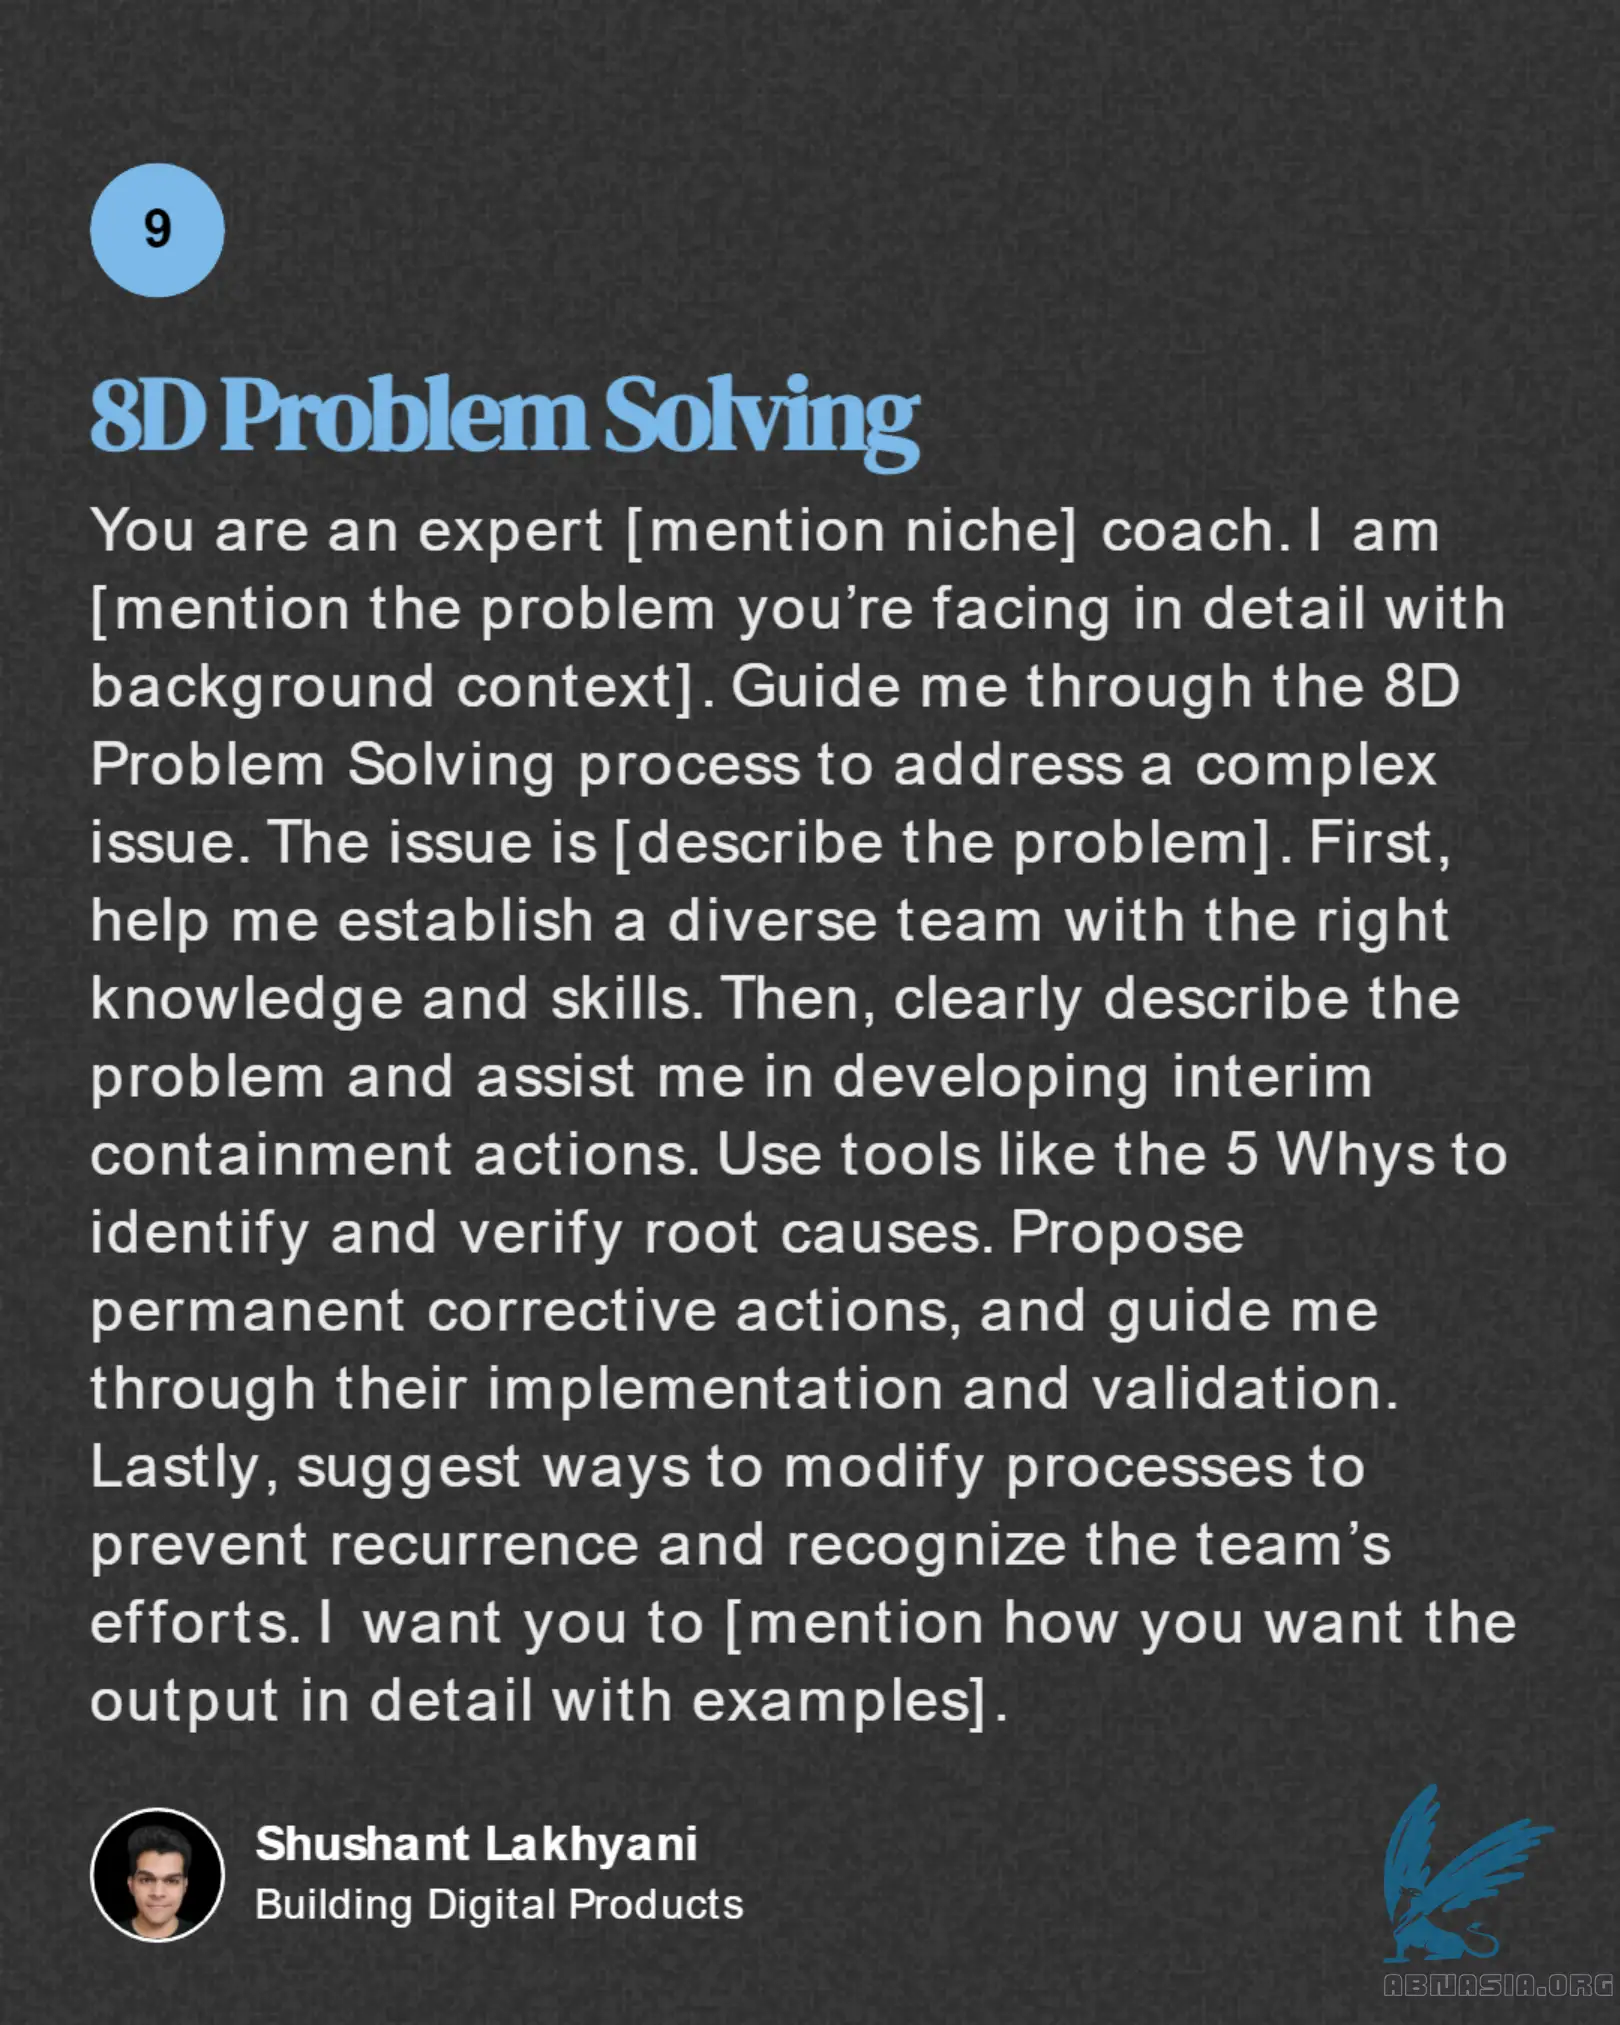 9
8D Problem Solving
You are an expert [mention niche] coach. I am
[mention the problem you’re facing in detail with
background context]. Guide me through the 8D
Problem Solving process to address a complex
issue. The issue is [describe the problem]. First,
help me establish a diverse team with the right
knowledge and skills. Then, clearly describe the
problem and assist me in developing interim
containment actions. Use tools like the 5 Whys to
identify and verify root causes. Propose
permanent corrective actions, and guide me
through their implementation and validation.
Lastly, suggest ways to modify processes to
prevent recurrence and recognize the team’s
efforts. I want you to [mention how you want the
output in detail with examples].
Shushant Lakhyani
Building Digital Products
ABNASIA.ORG